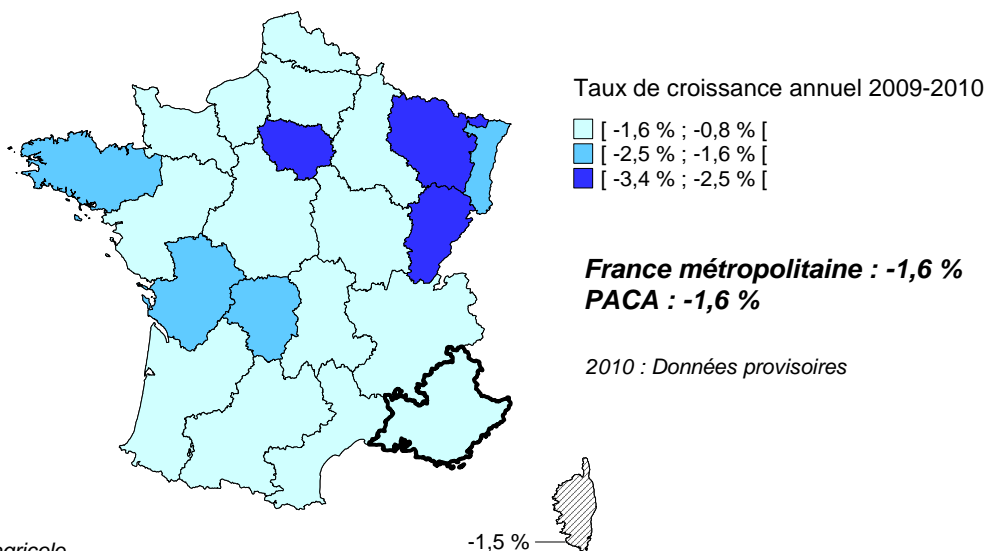 Taux de croissance annuel 2009-2010
[ -1,6 % ; -0,8 % [
[ -2,5 % ; -1,6 % [
[ -3,4 % ; -2,5 % [
France métropolitaine : -1,6 %
PACA : -1,6 %
2010 : Données provisoires
-1,5 %